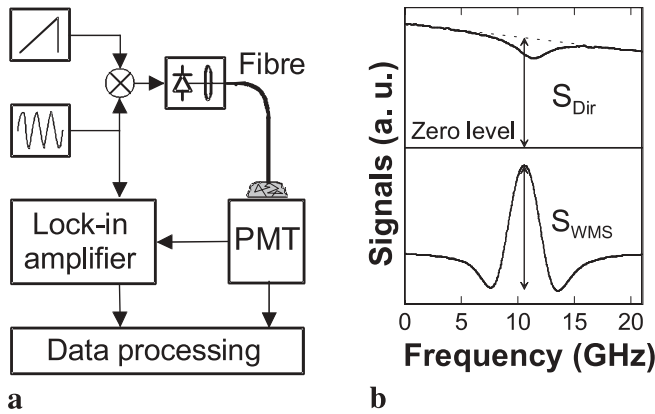 Fibre
Lock-in
amplifier
PMT
Data processing
a
Signals (a. u.)
S_Dir
Zero level
S_WMS
0 5 10 15 20
Frequency (GHz)
b